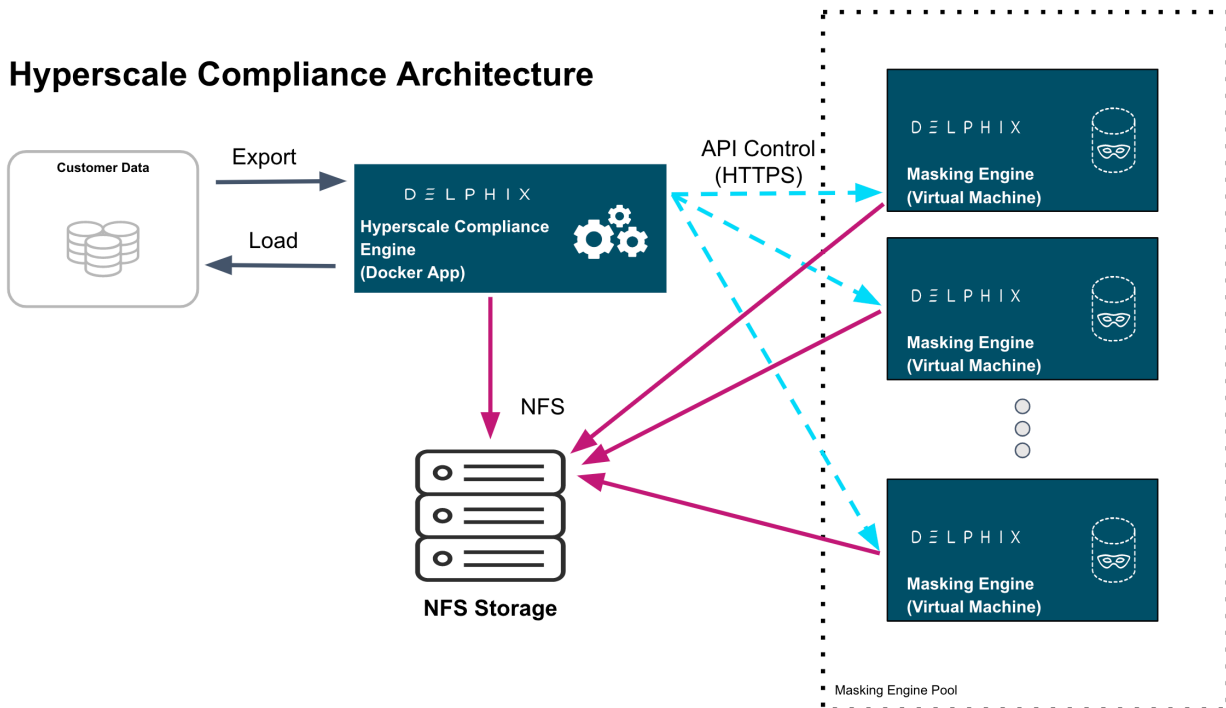 Hyperscale Compliance Architecture
Customer Data
Export
Load
DELPHIX
Hyperscale Compliance
Engine
(Docker App)
API Control
(HTTPS)
NFS
NFS Storage
DELPHIX
Masking Engine
(Virtual Machine)
DELPHIX
Masking Engine
(Virtual Machine)
DELPHIX
Masking Engine
(Virtual Machine)
Masking Engine Pool